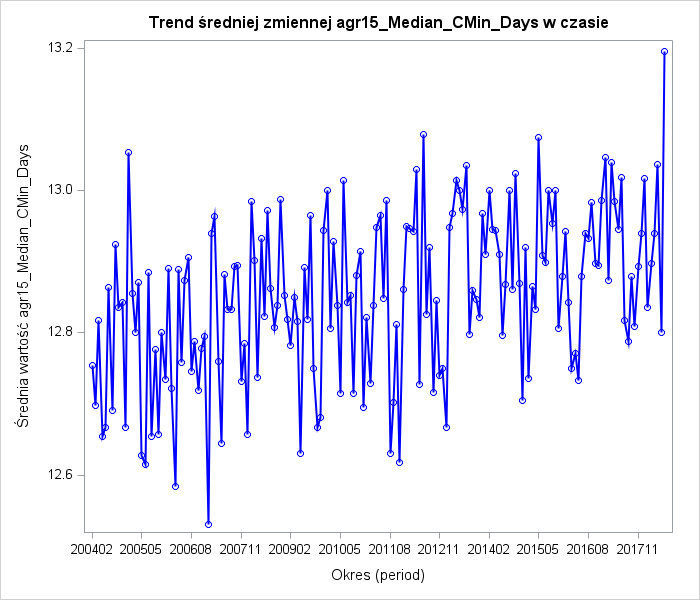 Trend średniej zmiennej agr15_Median_CMin_Days w czasie
Średnia wartość agr15_Median_CMin_Days
13.2
13.0
12.8
12.6
200402 200505 200608 200711 200902 201005 201108 201211 201402 201505 201608 201711
Okres (period)